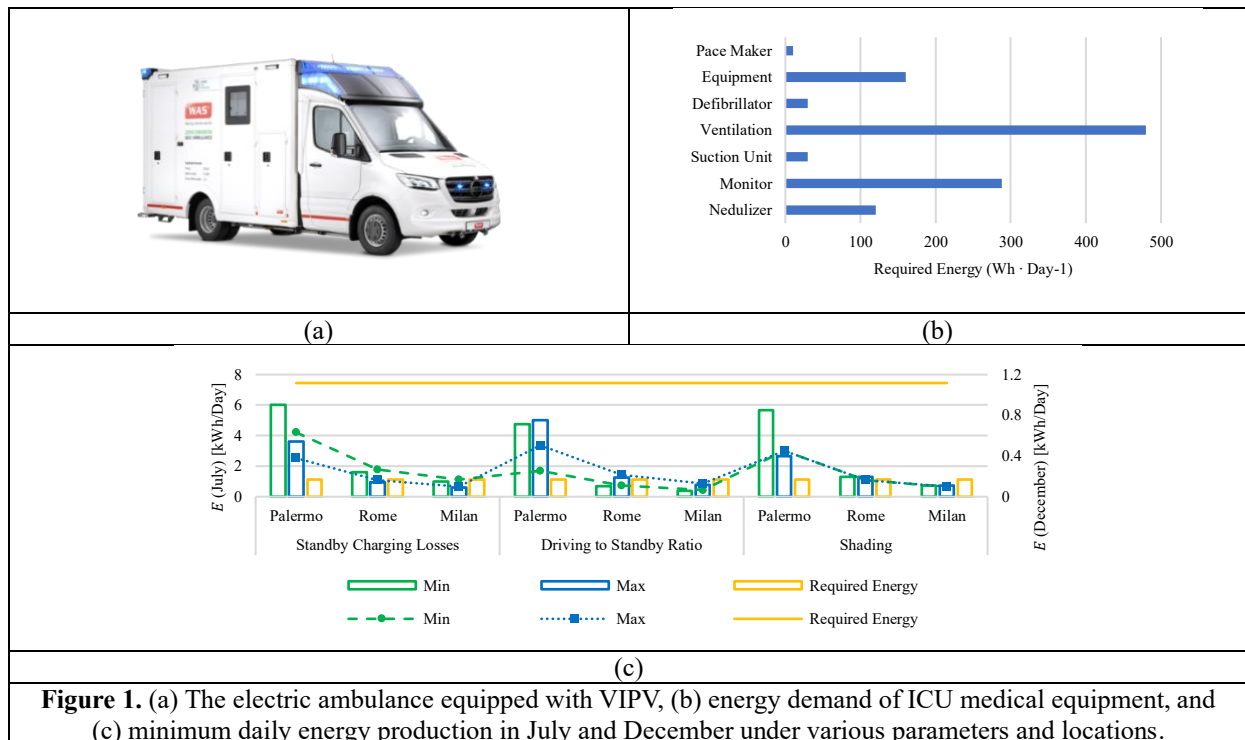 WAS
Pace Maker
Equipment
Defibrillator
Ventilation
Suction Unit
Monitor
Nedulizer
0 100 200 300 400 500
Required Energy (Wh · Day-1)
(a) (b)
E (July) [kWh/Day]
8
6
4
2
0
1.2
0.8
0.4
0
E (December) [kWh/Day]
Palermo Rome Milan Palermo Rome Milan Palermo Rome Milan
Standby Charging Losses Driving to Standby Ratio Shading
Min Max Required Energy
Min Max Required Energy
(c)
Figure 1. (a) The electric ambulance equipped with VIPV, (b) energy demand of ICU medical equipment, and
(c) minimum daily energy production in July and December under various parameters and locations.